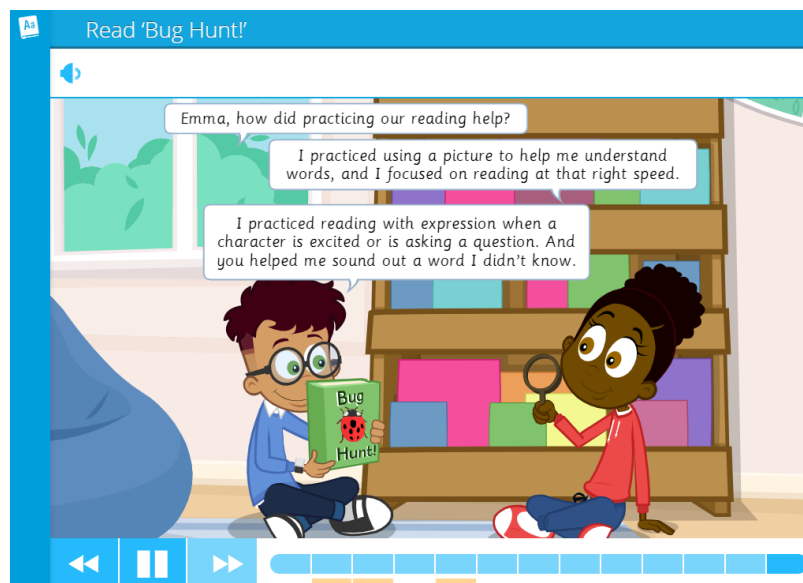 Aa
Read ‘Bug Hunt!’
Emma, how did practicing our reading help?
I practiced using a picture to help me understand
words, and I focused on reading at that right speed.
I practiced reading with expression when a
character is excited or is asking a question. And
you helped me sound out a word I didn’t know.
Bug
Hunt!